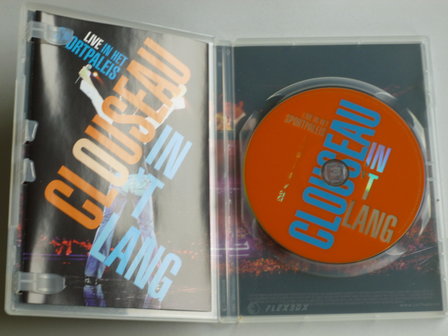 LIVE IN HET
SPORTPALEIS
CLOUSEAU
IN
'T
LANG
LIVE IN HET
SPORTPALEIS
CLOUSEAU
IN
'T
LANG
FLEXBOX